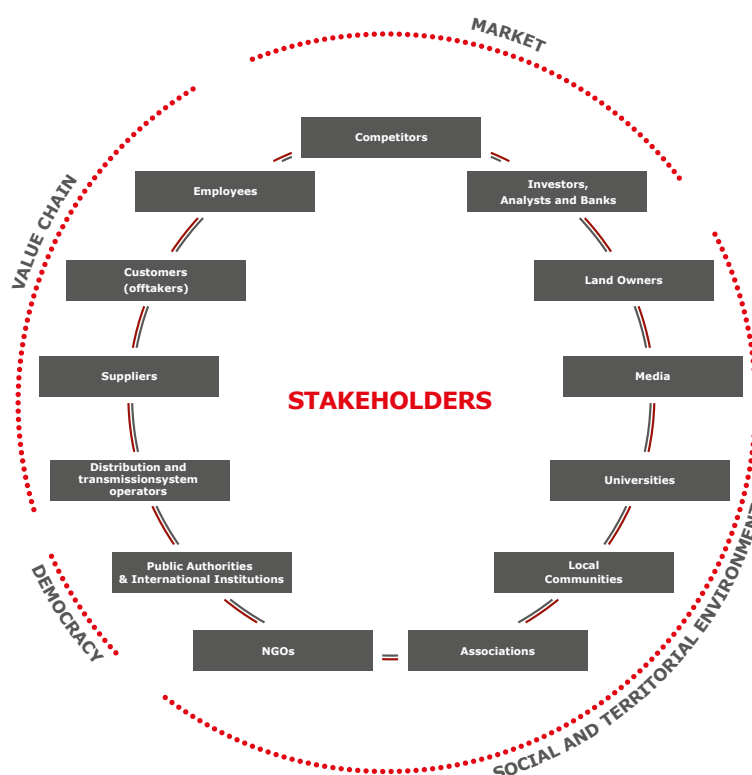 MARKET
Competitors
Employees
Investors,
Analysts and Banks
VALUE CHAIN
Customers
(offtakers)
Land Owners
Suppliers
Media
STAKEHOLDERS
Distribution and
transmissionsystem
operators
Universities
Public Authorities
& International Institutions
Local
Communities
DEMOCRACY
NGOs
Associations
SOCIAL AND TERRITORIAL ENVIRONMENT